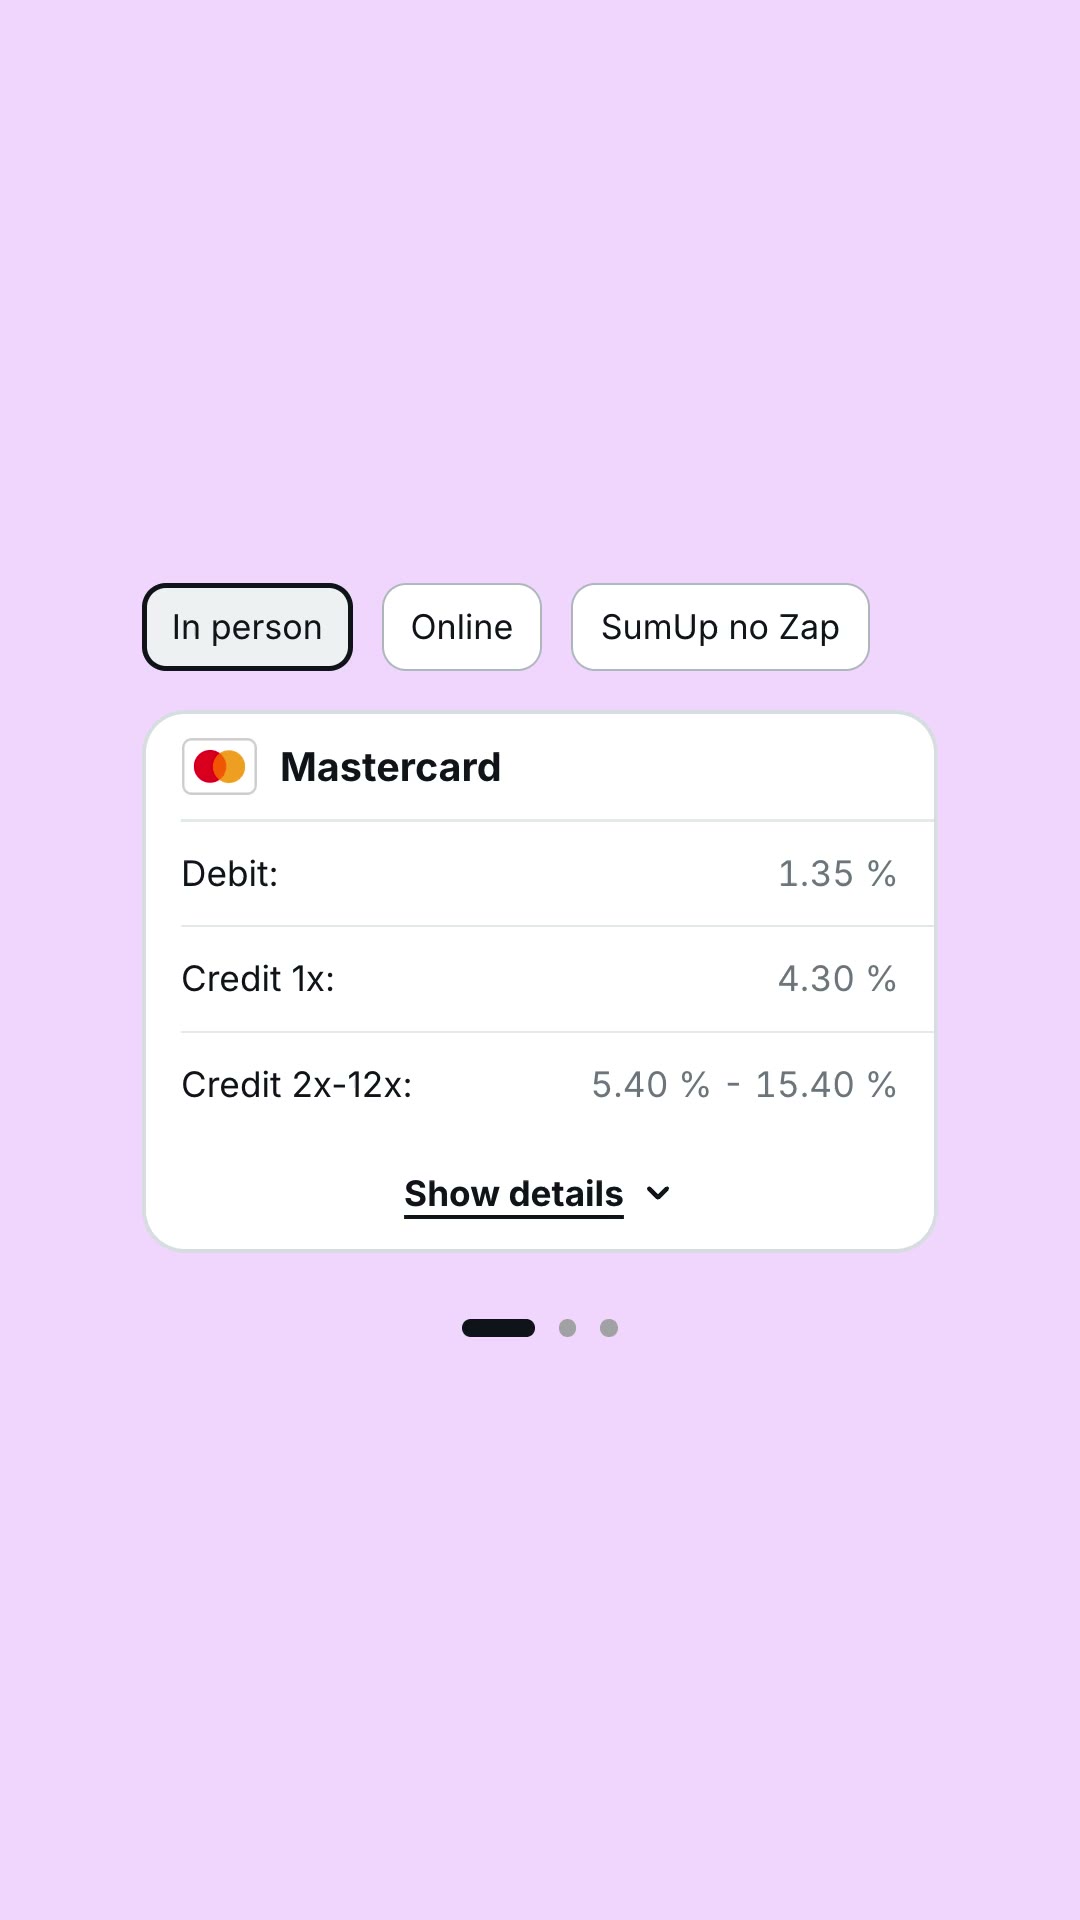 In person Online SumUp no Zap
Mastercard
Debit: 1.35 %
Credit 1x: 4.30 %
Credit 2x-12x: 5.40 % - 15.40 %
Show details